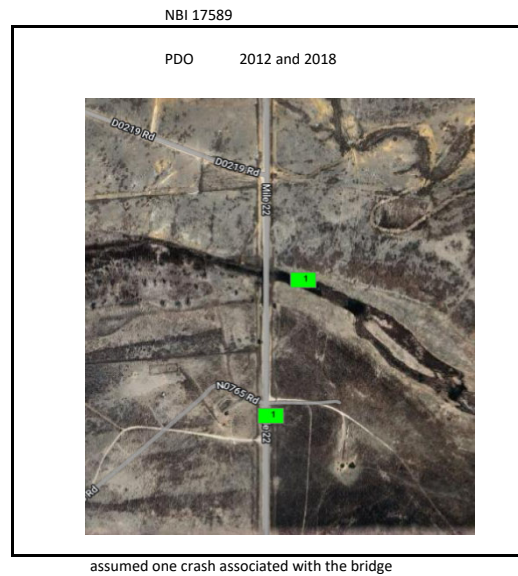 NBI 17589
PDO 2012 and 2018
D0219 Rd
D0219 Rd
Mile 22
1
N0765 Rd
1
Rd
assumed one crash associated with the bridge